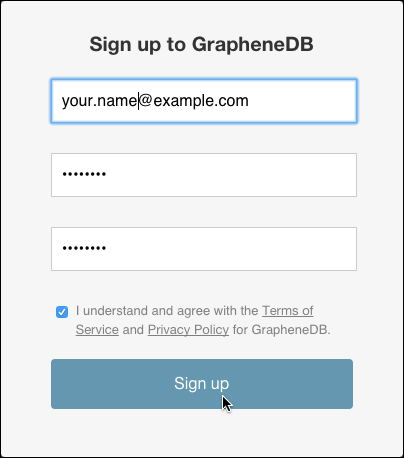 Sign up to GrapheneDB
your.name@example.com
••••••••
••••••••
I understand and agree with the Terms of
Service and Privacy Policy for GrapheneDB.
Sign up